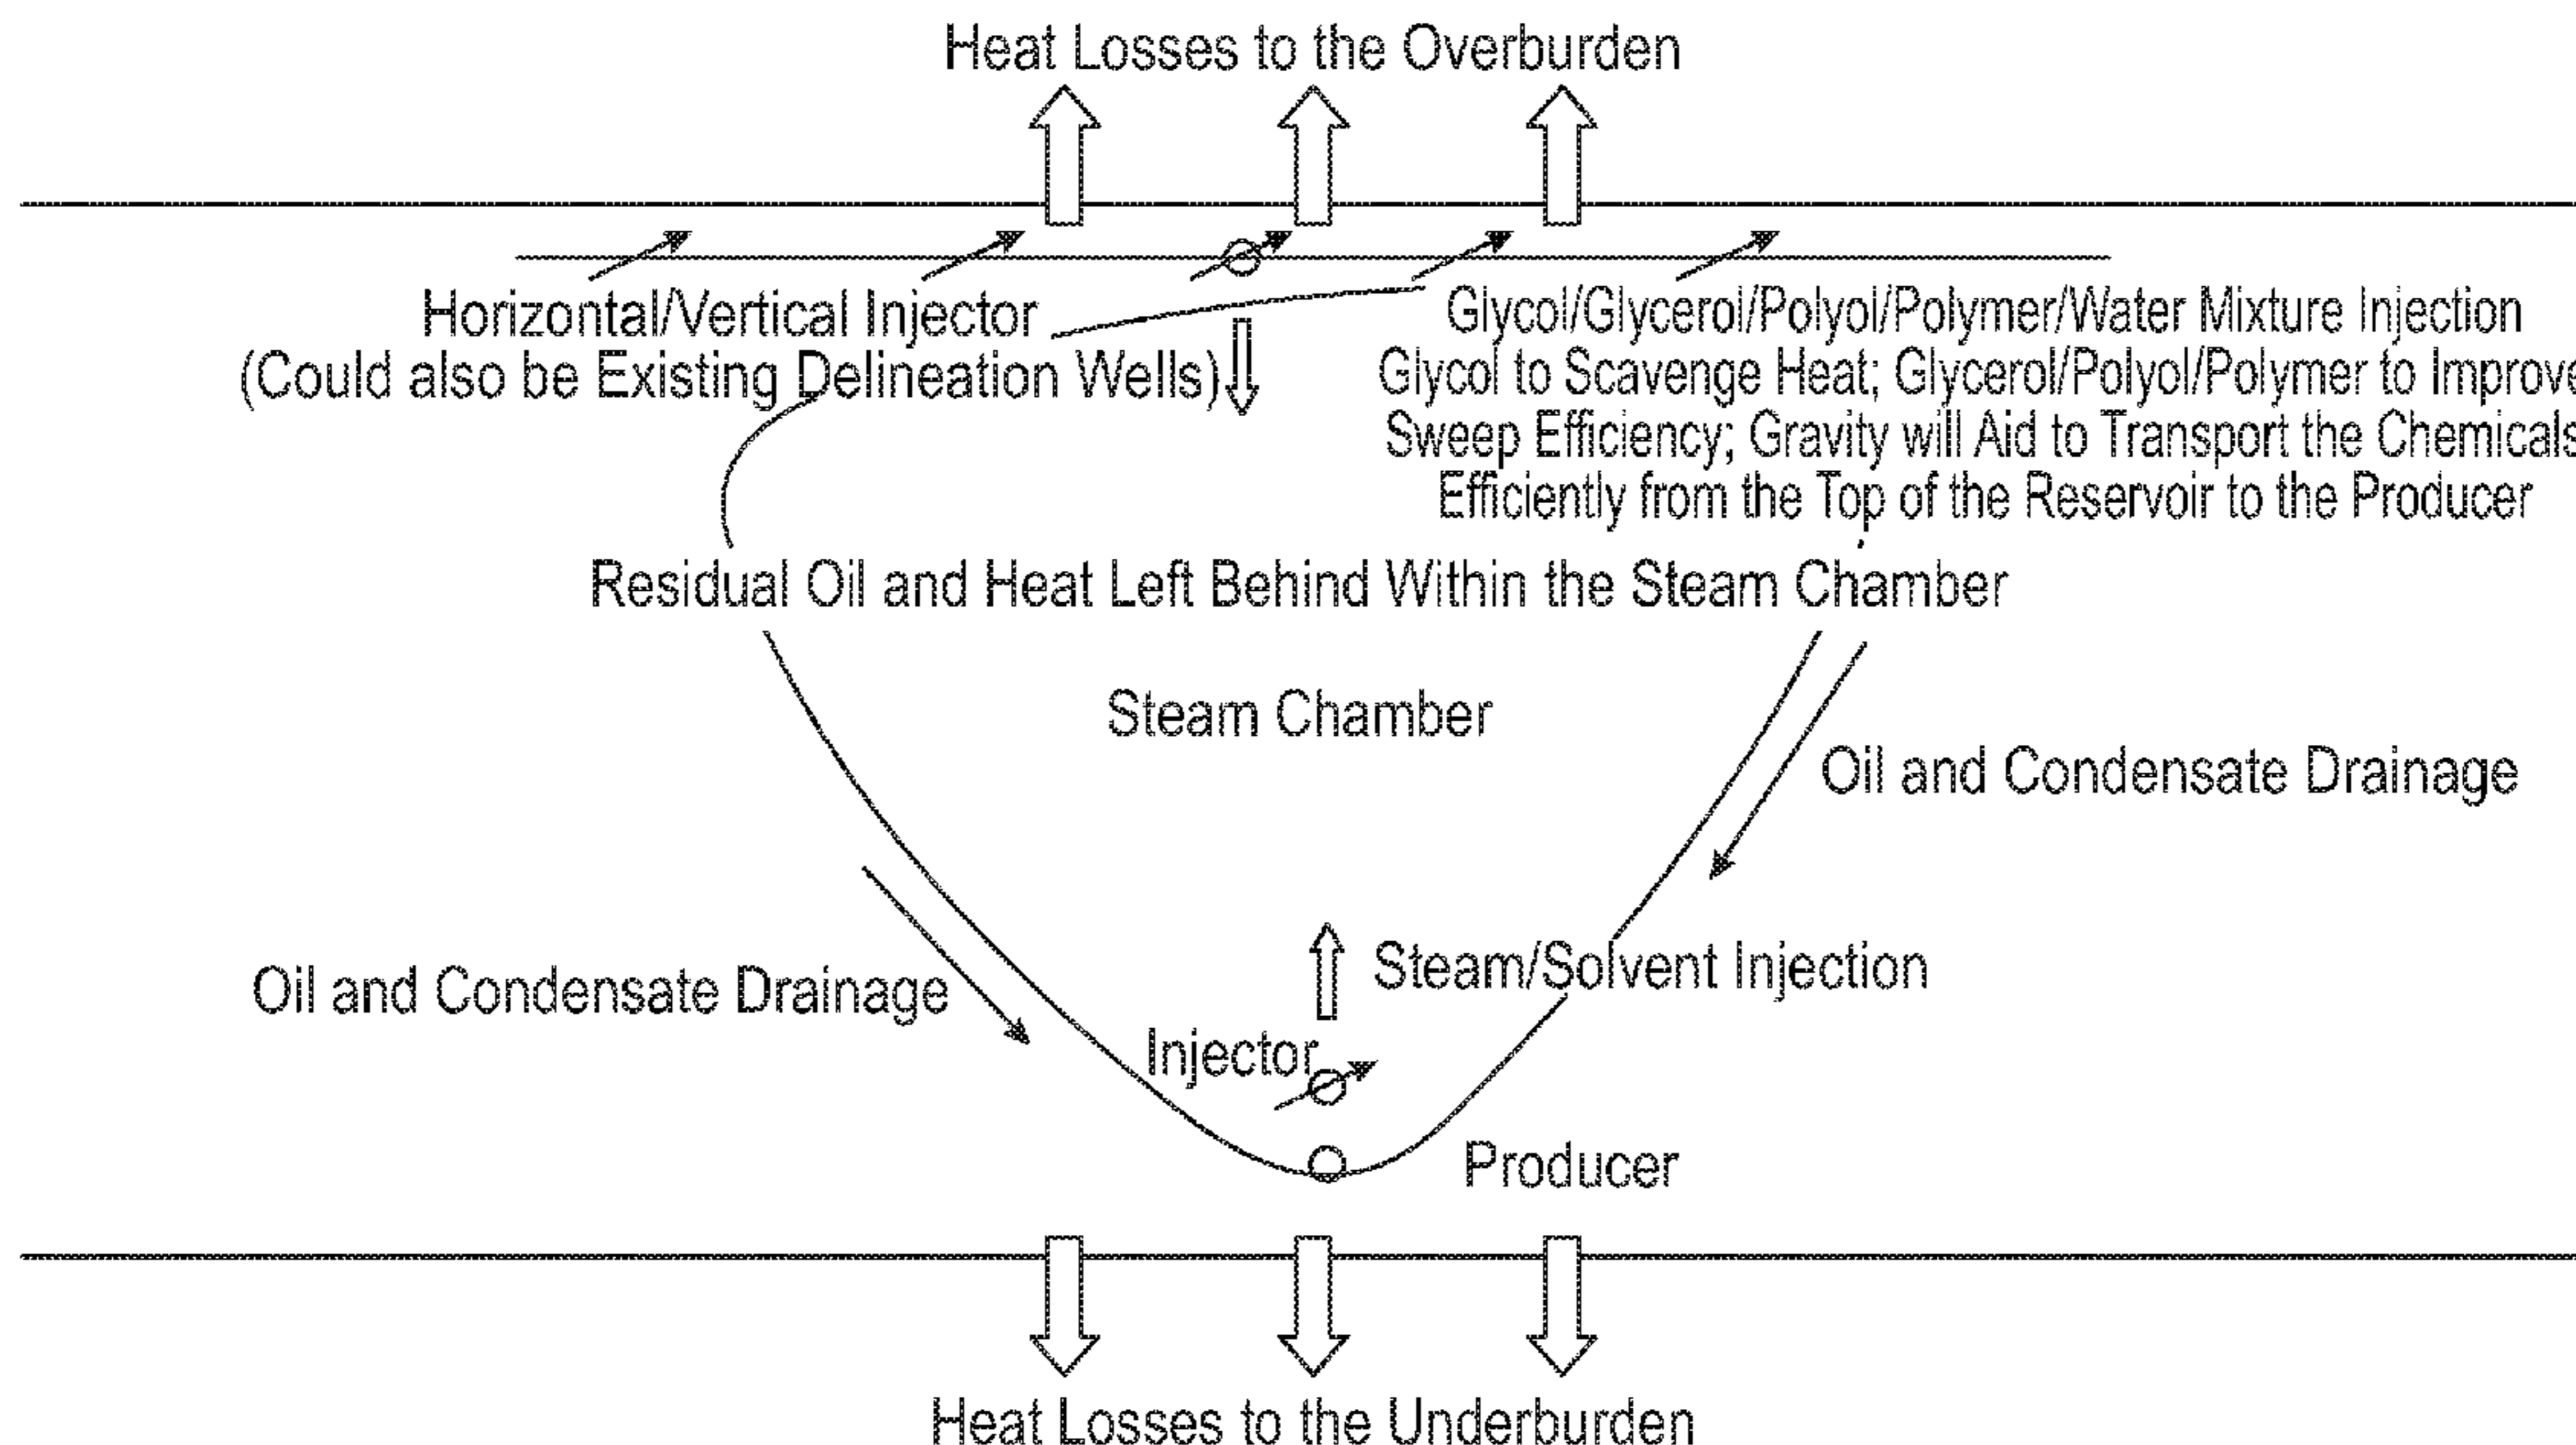 Heat Losses to the Overburden
Horizontal/Vertical Injector
(Could also be Existing Delineation Wells)
Glycol/Glycerol/Polyol/Polymer/Water Mixture Injection
Glycol to Scavenge Heat; Glycerol/Polyol/Polymer to Improve
Sweep Efficiency; Gravity will Aid to Transport the Chemicals
Efficiently from the Top of the Reservoir to the Producer
Residual Oil and Heat Left Behind Within the Steam Chamber
Steam Chamber
Oil and Condensate Drainage
Oil and Condensate Drainage
Steam/Solvent Injection
Injector
Producer
Heat Losses to the Underburden